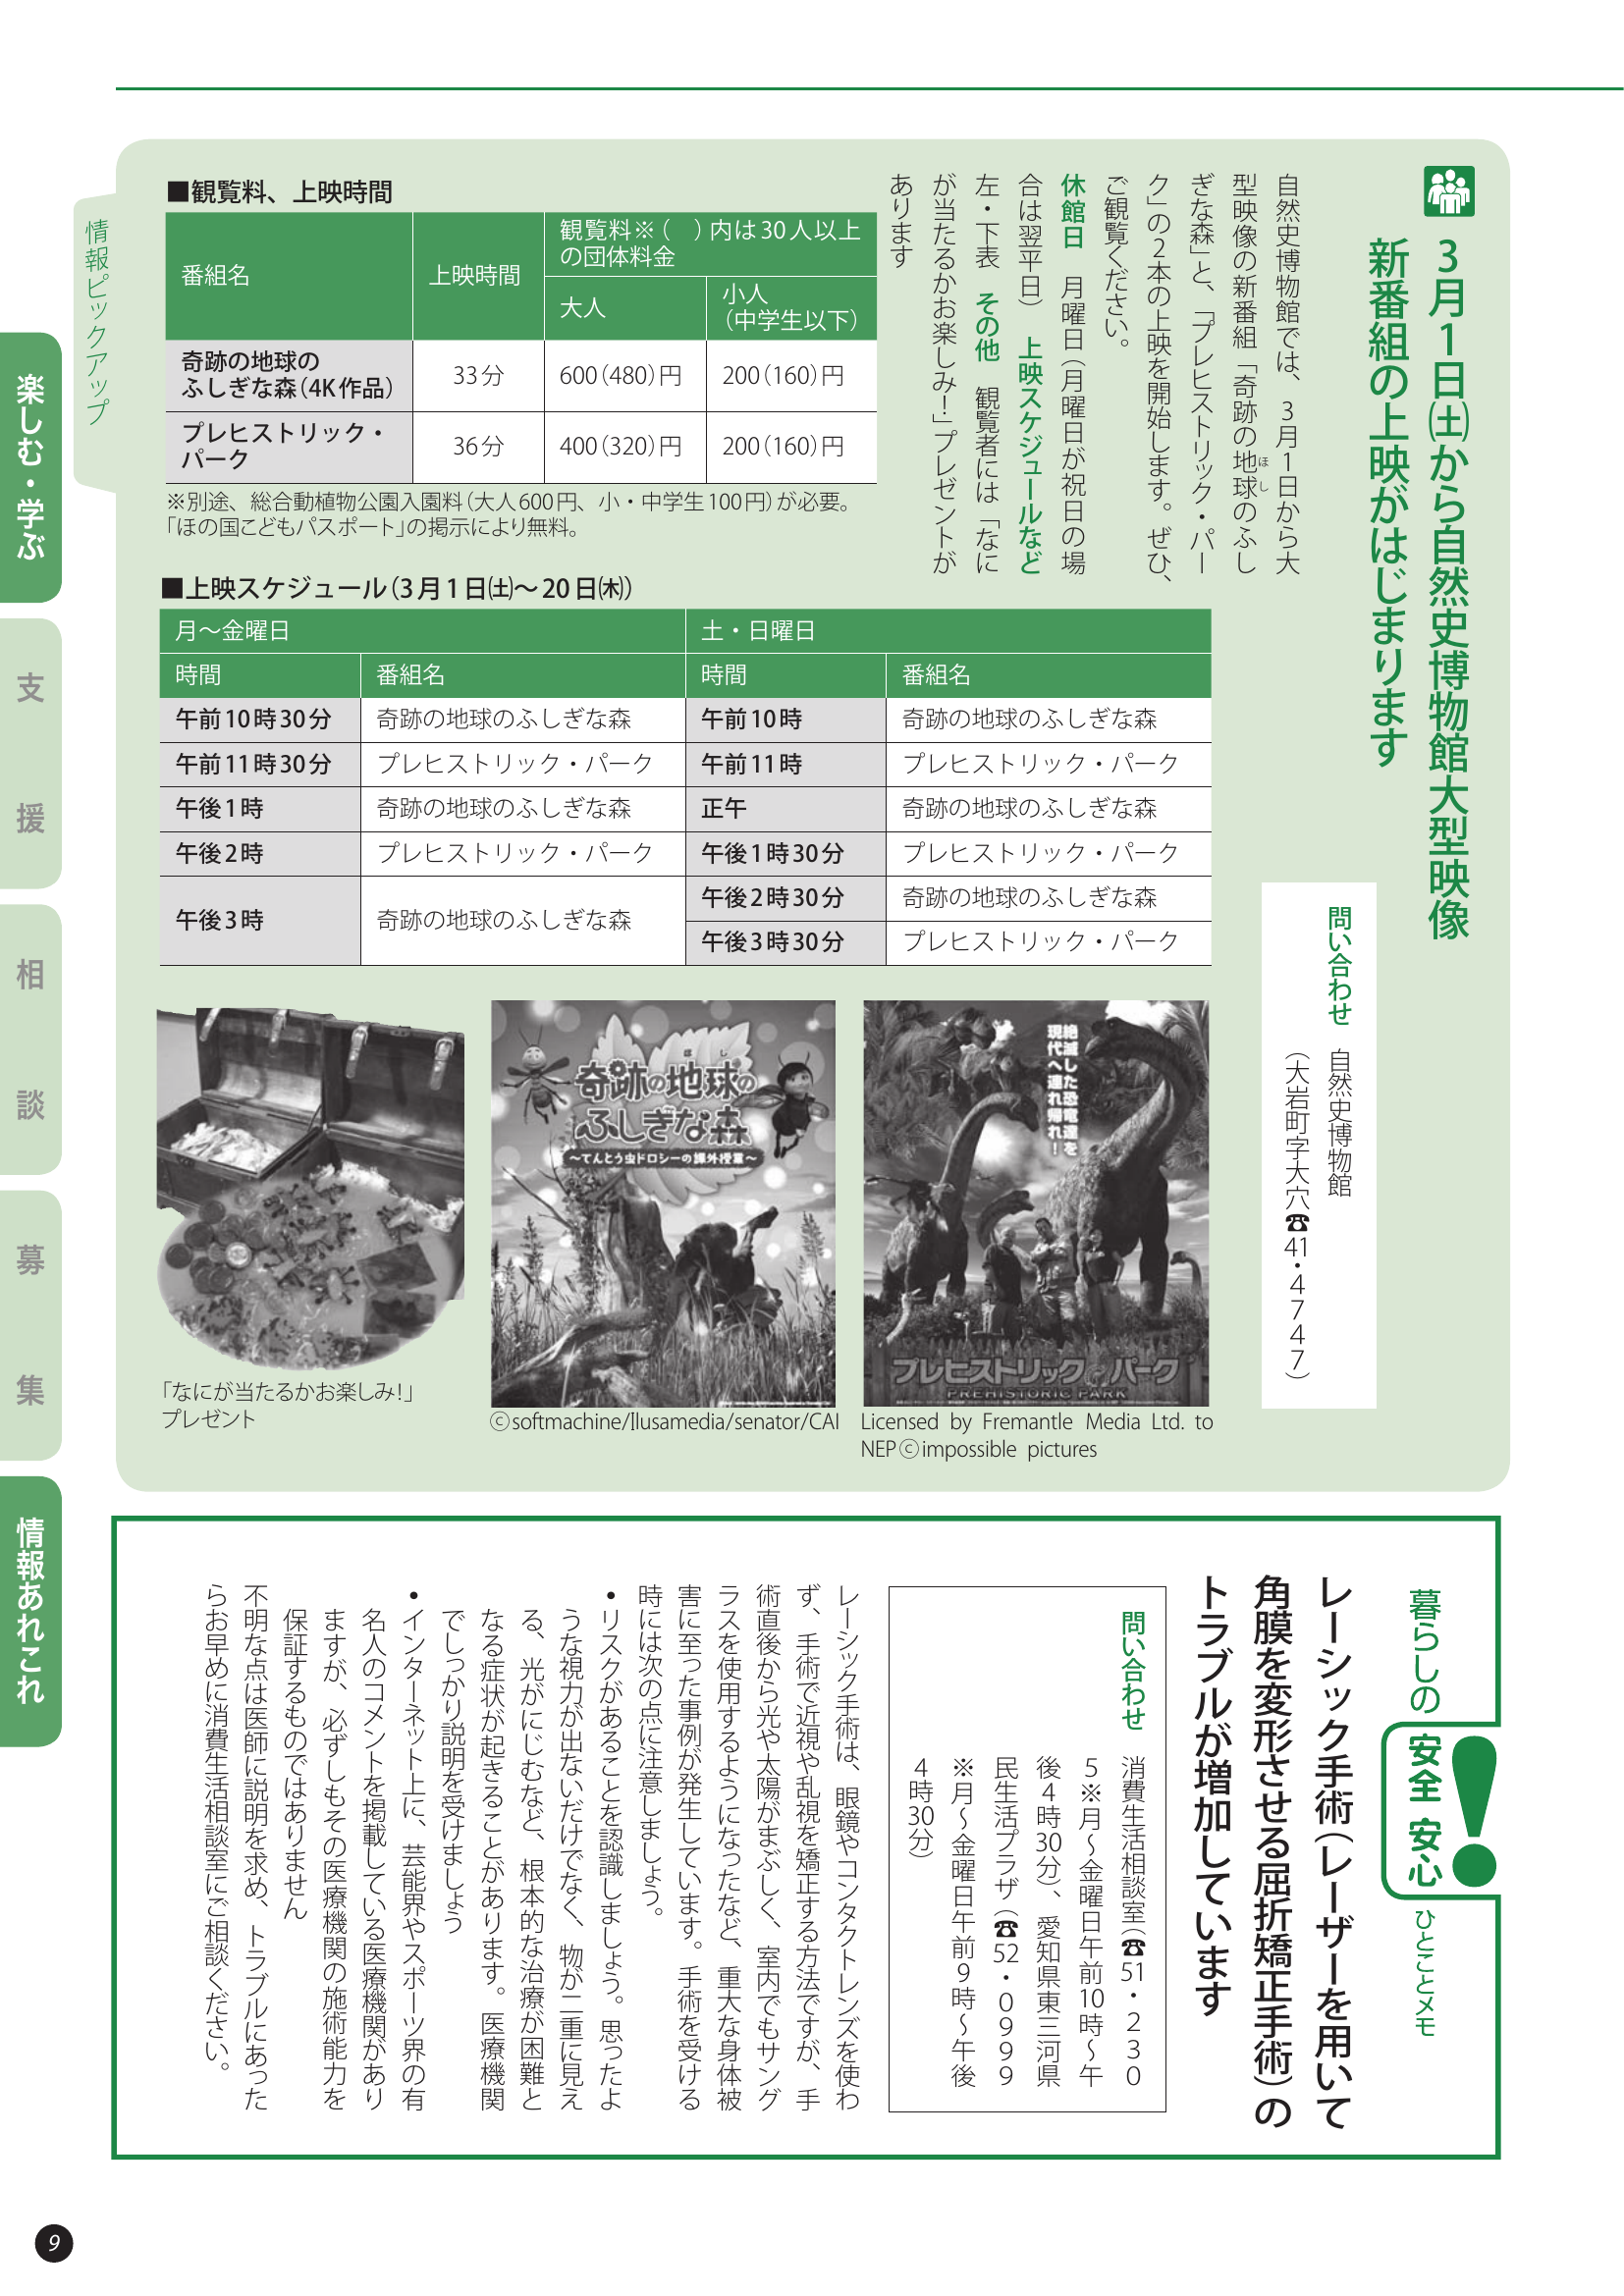 3月1日㈯から自然史博物館大型映像
新番組の上映がはじまります
問い合わせ 自然史博物館
（大岩町字大穴☎41・4747）
自然史博物館では、3月1日から大
型映像の新番組「奇跡の地球のふし
ほし
ぎな森」と、「プレヒストリック・パー
ク」の2本の上映を開始します。ぜひ、
ご観覧ください。
休館日 月曜日（月曜日が祝日の場
合は翌平日） 上映スケジュールなど
左・下表 その他 観覧者には「なに
が当たるかお楽しみ！」プレゼントが
あります
■観覧料、上映時間
番組名 上映時間 観覧料※（ ）内は30人以上
の団体料金
大人 小人
（中学生以下）
奇跡の地球の
ふしぎな森（4K作品） 33分 600（480）円 200（160）円
プレヒストリック・
パーク 36分 400（320）円 200（160）円
※別途、総合動植物公園入園料（大人600円、小・中学生100円）が必要。
「ほの国こどもパスポート」の掲示により無料。
■上映スケジュール（3月1日㈯〜20日㈭）
月〜金曜日 土・日曜日
時間 番組名 時間 番組名
午前10時30分 奇跡の地球のふしぎな森 午前10時 奇跡の地球のふしぎな森
午前11時30分 プレヒストリック・パーク 午前11時 プレヒストリック・パーク
午後1時 奇跡の地球のふしぎな森 正午 奇跡の地球のふしぎな森
午後2時 プレヒストリック・パーク 午後1時30分 プレヒストリック・パーク
午後3時 奇跡の地球のふしぎな森 午後2時30分 奇跡の地球のふしぎな森
午後3時30分 プレヒストリック・パーク
「なにが当たるかお楽しみ！」
プレゼント
ほし
奇跡の地球の
ふしぎな森
〜てんとう虫ドロシーの課外授業〜
ⓒsoftmachine/Ilusamedia/senator/CAI
絶滅した恐竜達を
現代へ連れ帰れ！
プレヒストリック・パーク
PREHISTORIC PARK
Licensed by Fremantle Media Ltd. to
NEPⓒimpossible pictures
暮らしの 安全 安心 ！ ひとことメモ
レーシック手術（レーザーを用いて
角膜を変形させる屈折矯正手術）の
トラブルが増加しています
問い合わせ 消費生活相談室（☎51・230
5※月〜金曜日午前10時〜午
後4時30分）、愛知県東三河県
民生活プラザ（☎52・0999
※月〜金曜日午前9時〜午後
4時30分）
レーシック手術は、眼鏡やコンタクトレンズを使わ
ず、手術で近視や乱視を矯正する方法ですが、手
術直後から光や太陽がまぶしく、室内でもサング
ラスを使用するようになったなど、重大な身体被
害に至った事例が発生しています。手術を受ける
時には次の点に注意しましょう。
・リスクがあることを認識しましょう。思ったよ
うな視力が出ないだけでなく、物が二重に見え
る、光がにじむなど、根本的な治療が困難と
なる症状が起きることがあります。医療機関
でしっかり説明を受けましょう
・インターネット上に、芸能界やスポーツ界の有
名人のコメントを掲載している医療機関があり
ますが、必ずしもその医療機関の施術能力を
保証するものではありません
不明な点は医師に説明を求め、トラブルにあった
らお早めに消費生活相談室にご相談ください。
情報ピックアップ
楽しむ・学ぶ
支援
相談
募集
情報あれこれ
9